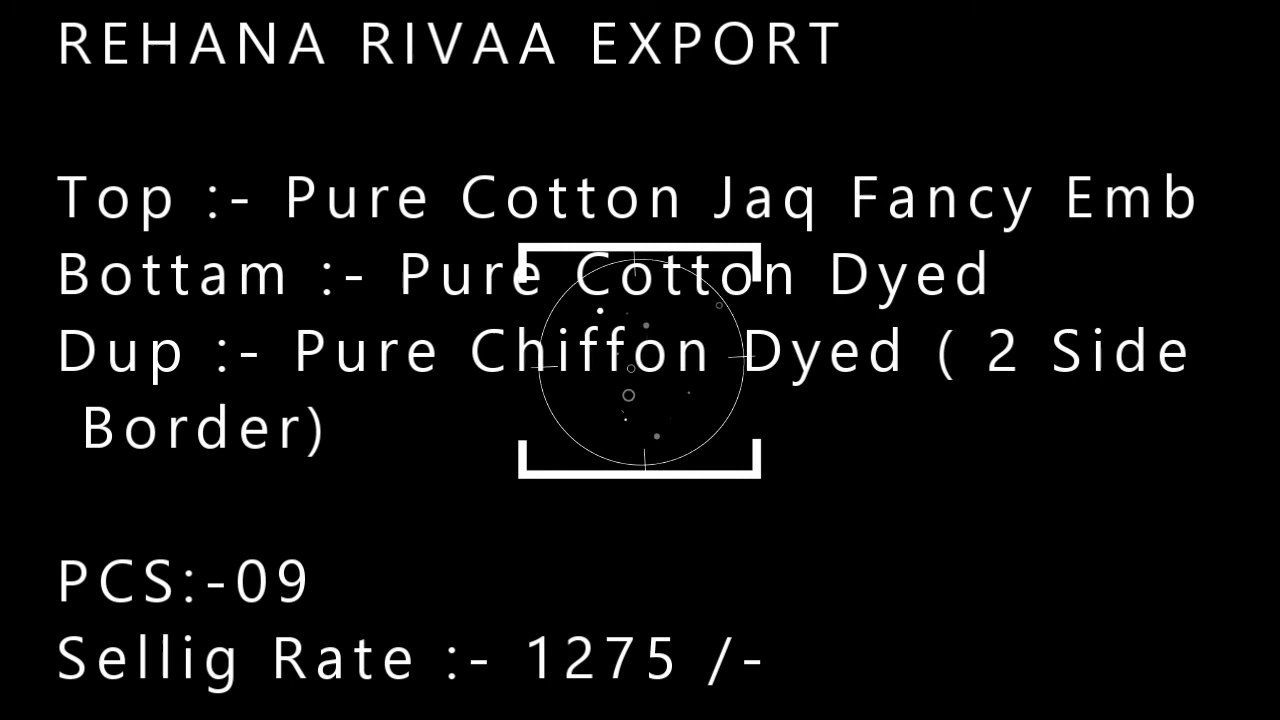 REHANA RIVAA EXPORT
Top :- Pure Cotton Jaq Fancy Emb
Bottam :- Pure Cotton Dyed
Dup :- Pure Chiffon Dyed ( 2 Side
Border)
PCS:-09
Sellig Rate :- 1275 /-